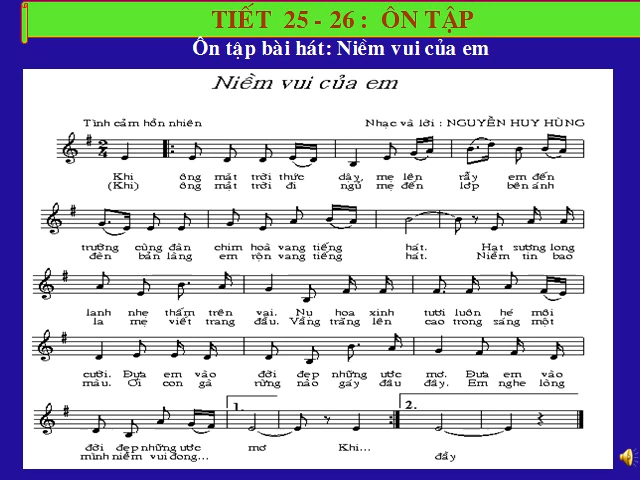 TIẾT 25 - 26 : ÔN TẬP
Ôn tập bài hát: Niềm vui của em
Niềm vui của em
Tình cảm hồn nhiên
Nhạc và lời : NGUYỄN HUY HÙNG
2
4
Khi ông mặt trời thức dậy, mẹ lên rẫy em đến
(Khi) ông mặt trời đi ngủ mẹ đến lớp bên ánh
trường cùng đàn chim hoà vang tiếng hát. Hạt sương long
đèn bản làng em rộn vang tiếng hát. Niềm tin bao
lanh nhẹ thấm trên vai. Nụ hoa xinh tươi luôn hé môi
la mẹ viết trang đầu. Vầng trăng lên cao trong sáng một
cười. Đưa em vào đời đẹp những ước mơ. Đưa em vào
màu. Ơi con gà rừng nào gáy đâu đây. Em nghe lòng
1.
2.
đời đẹp những ước mơ Khi...
mình niềm vui dong... đầy